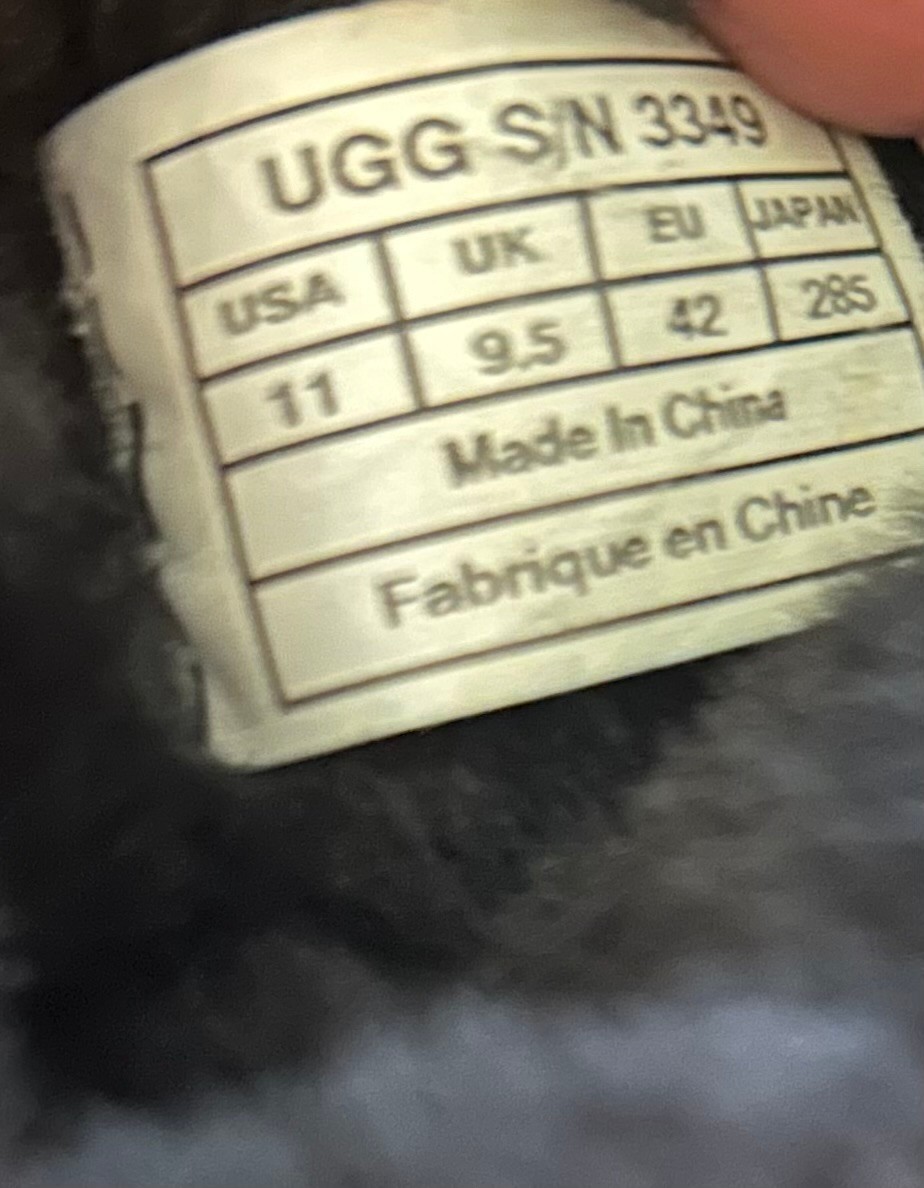 UGG S/N 3349
USA UK EU JAPAN
11 9.5 42 285
Made In China
Fabrique en Chine